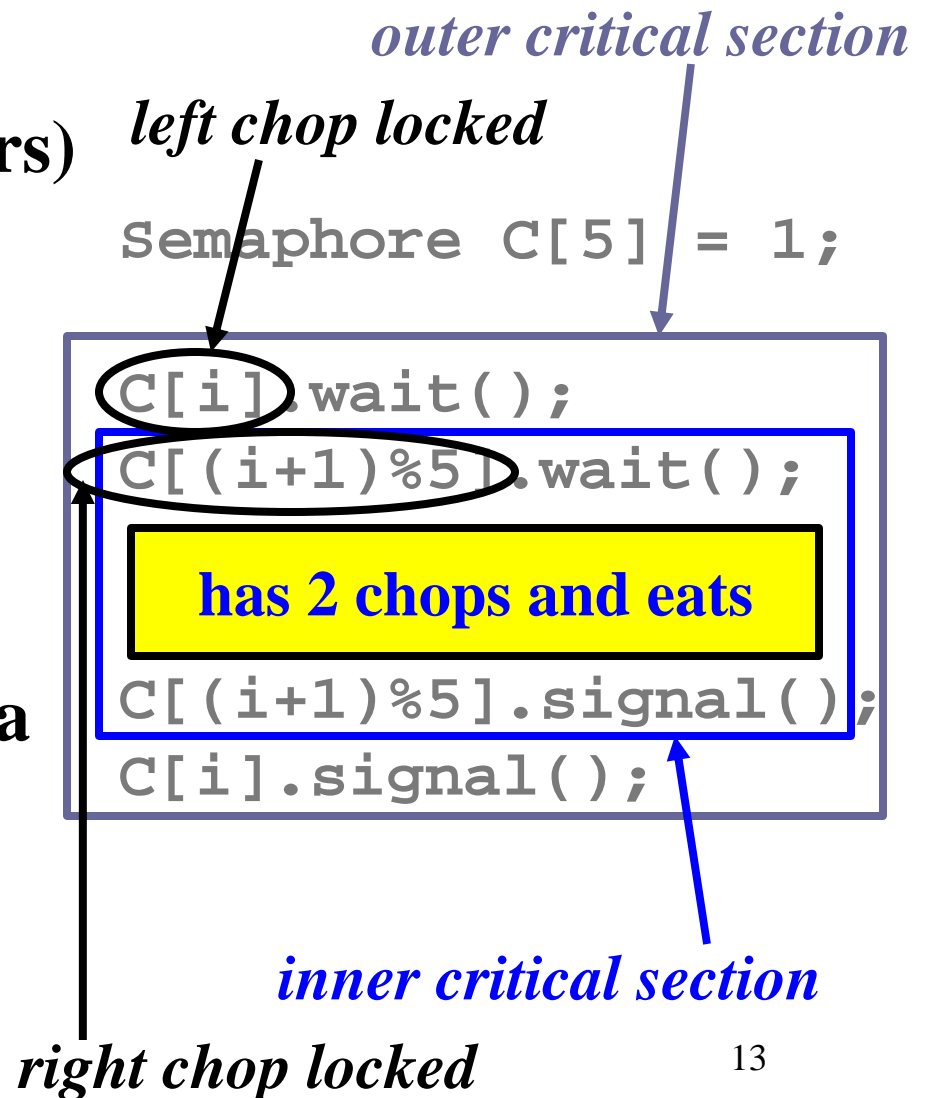 outer critical section
left chop locked
rs)
Semaphore C[5] = 1;
C[i].wait();
C[(i+1)%5].wait();
has 2 chops and eats
C[(i+1)%5].signal();
a
C[i].signal();
inner critical section
right chop locked
13